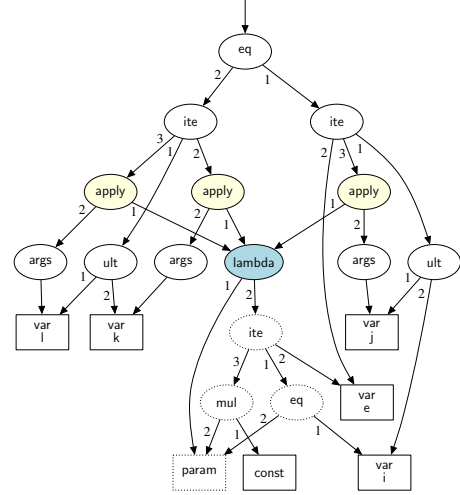 eq
2 1
ite ite
3 1 2 2 3 1
apply apply apply
2 1 2 1 1 2
args ult args lambda args ult
1 2 1 2 1 2
var
l
var
k
var
j
ite
3 1 2
mul eq
var
e
2 1 2 1
param const
var
i